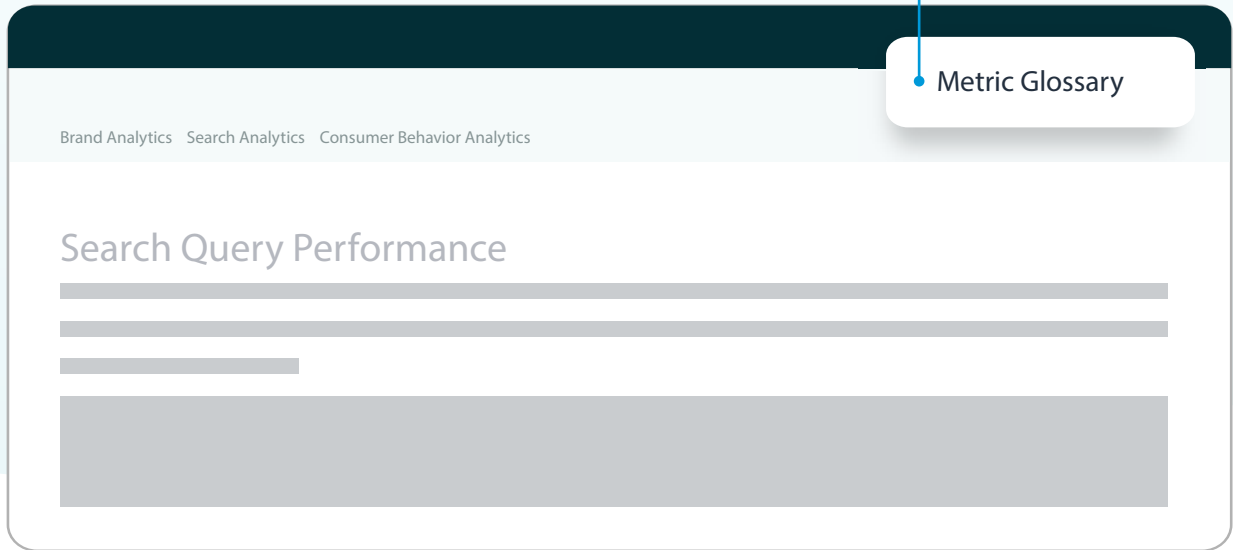 Metric Glossary
Brand Analytics Search Analytics Consumer Behavior Analytics
Search Query Performance